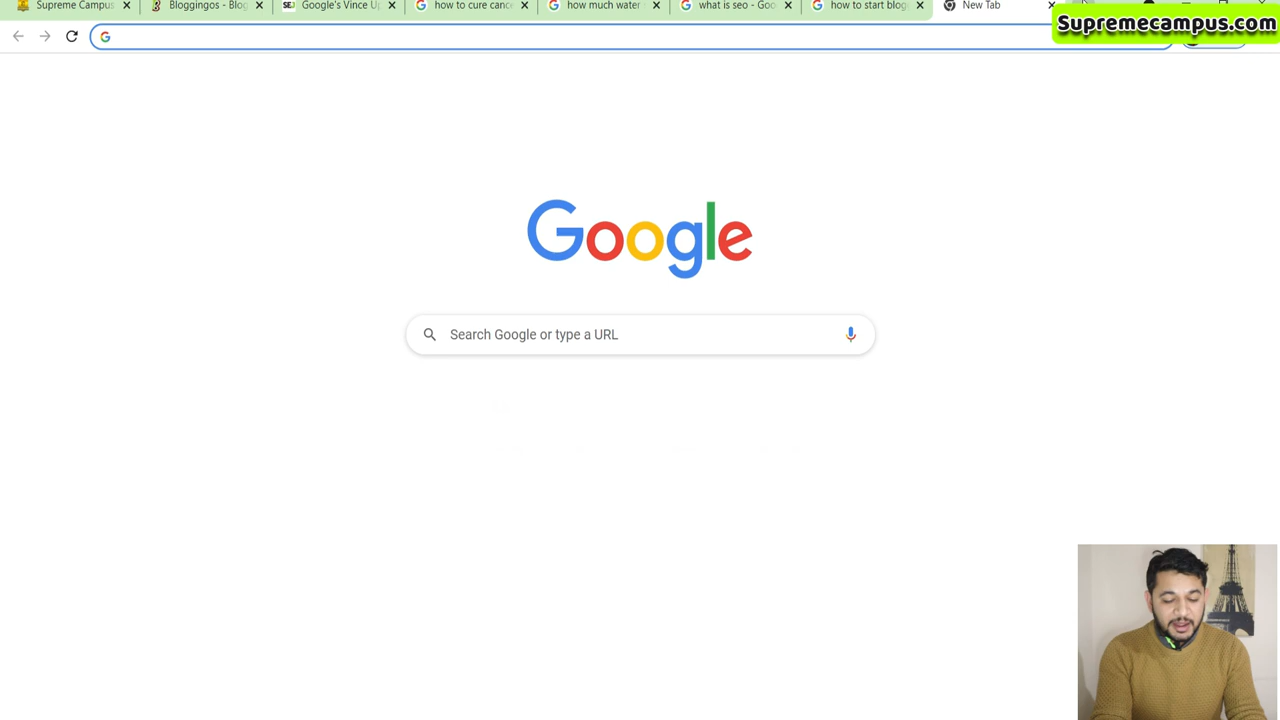 Supreme Campus
Bloggingos - Blog
Google's Vince Up
how to cure cance
how much water
what is seo - Goo
how to start blog
New Tab
Supremecampus.com
Google
Search Google or type a URL